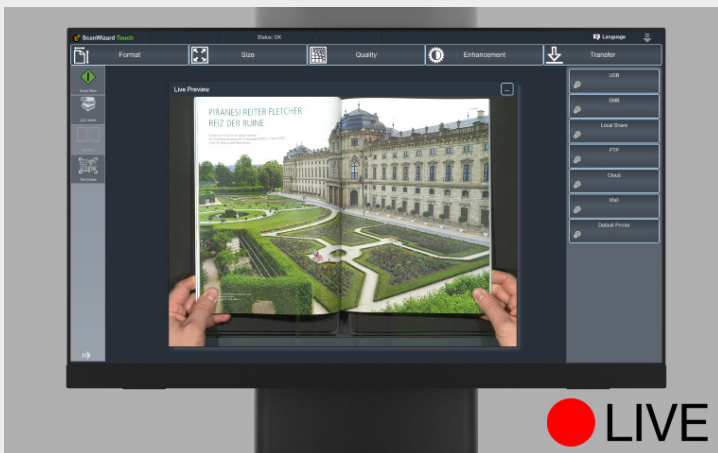 ScanWizard Touch
Status: OK
Language
Format
Size
Quality
Enhancement
Transfer
Live Preview
PIRANESI REITER FLETCHER
REIZ DER RUINE
USB
SMB
Local Share
FTP
Cloud
Mail
Default Printer
LIVE